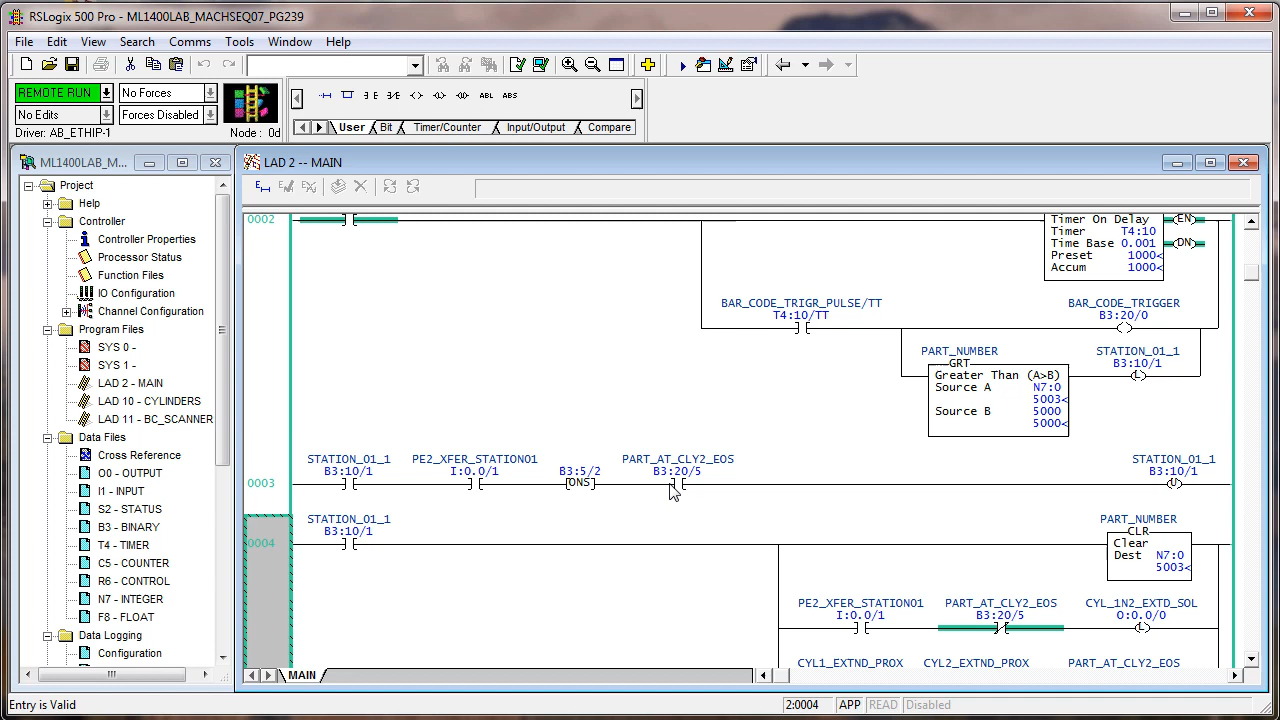 RSLogix 500 Pro - ML1400LAB_MACHSEQ07_PG239
File Edit View Search Comms Tools Window Help
REMOTE RUN No Forces
No Edits Forces Disabled
Driver: AB_ETHIP-1 Node : 0d
ABL ABS
User Bit Timer/Counter Input/Output Compare
ML1400LAB_M...
Project
Help
Controller
Controller Properties
Processor Status
Function Files
IO Configuration
Channel Configuration
Program Files
SYS 0 -
SYS 1 -
LAD 2 - MAIN
LAD 10 - CYLINDERS
LAD 11 - BC_SCANNER
Data Files
Cross Reference
O0 - OUTPUT
I1 - INPUT
S2 - STATUS
B3 - BINARY
T4 - TIMER
C5 - COUNTER
R6 - CONTROL
N7 - INTEGER
F8 - FLOAT
Data Logging
Configuration
LAD 2 -- MAIN
0002
Timer On Delay EN
Timer T4:10
Time Base 0.001 DN
Preset 1000<
Accum 1000<
BAR_CODE_TRIGR_PULSE/TT BAR_CODE_TRIGGER
T4:10/TT B3:20/0
PART_NUMBER STATION_01_1
GRT B3:10/1
Greater Than (A>B) L
Source A N7:0
5003<
Source B 5000
5000<
STATION_01_1 PE2_XFER_STATION01 PART_AT_CLY2_EOS STATION_01_1
B3:10/1 I:0.0/1 B3:5/2 B3:20/5 B3:10/1
0003 ONS U
STATION_01_1 PART_NUMBER
B3:10/1 CLR
0004 Clear
Dest N7:0
5003<
PE2_XFER_STATION01 PART_AT_CLY2_EOS CYL_1N2_EXTD_SOL
I:0.0/1 B3:20/5 O:0.0/0
L
CYL1_EXTND_PROX CYL2_EXTND_PROX PART_AT_CLY2_EOS
MAIN
Entry is Valid 2:0004 APP READ Disabled